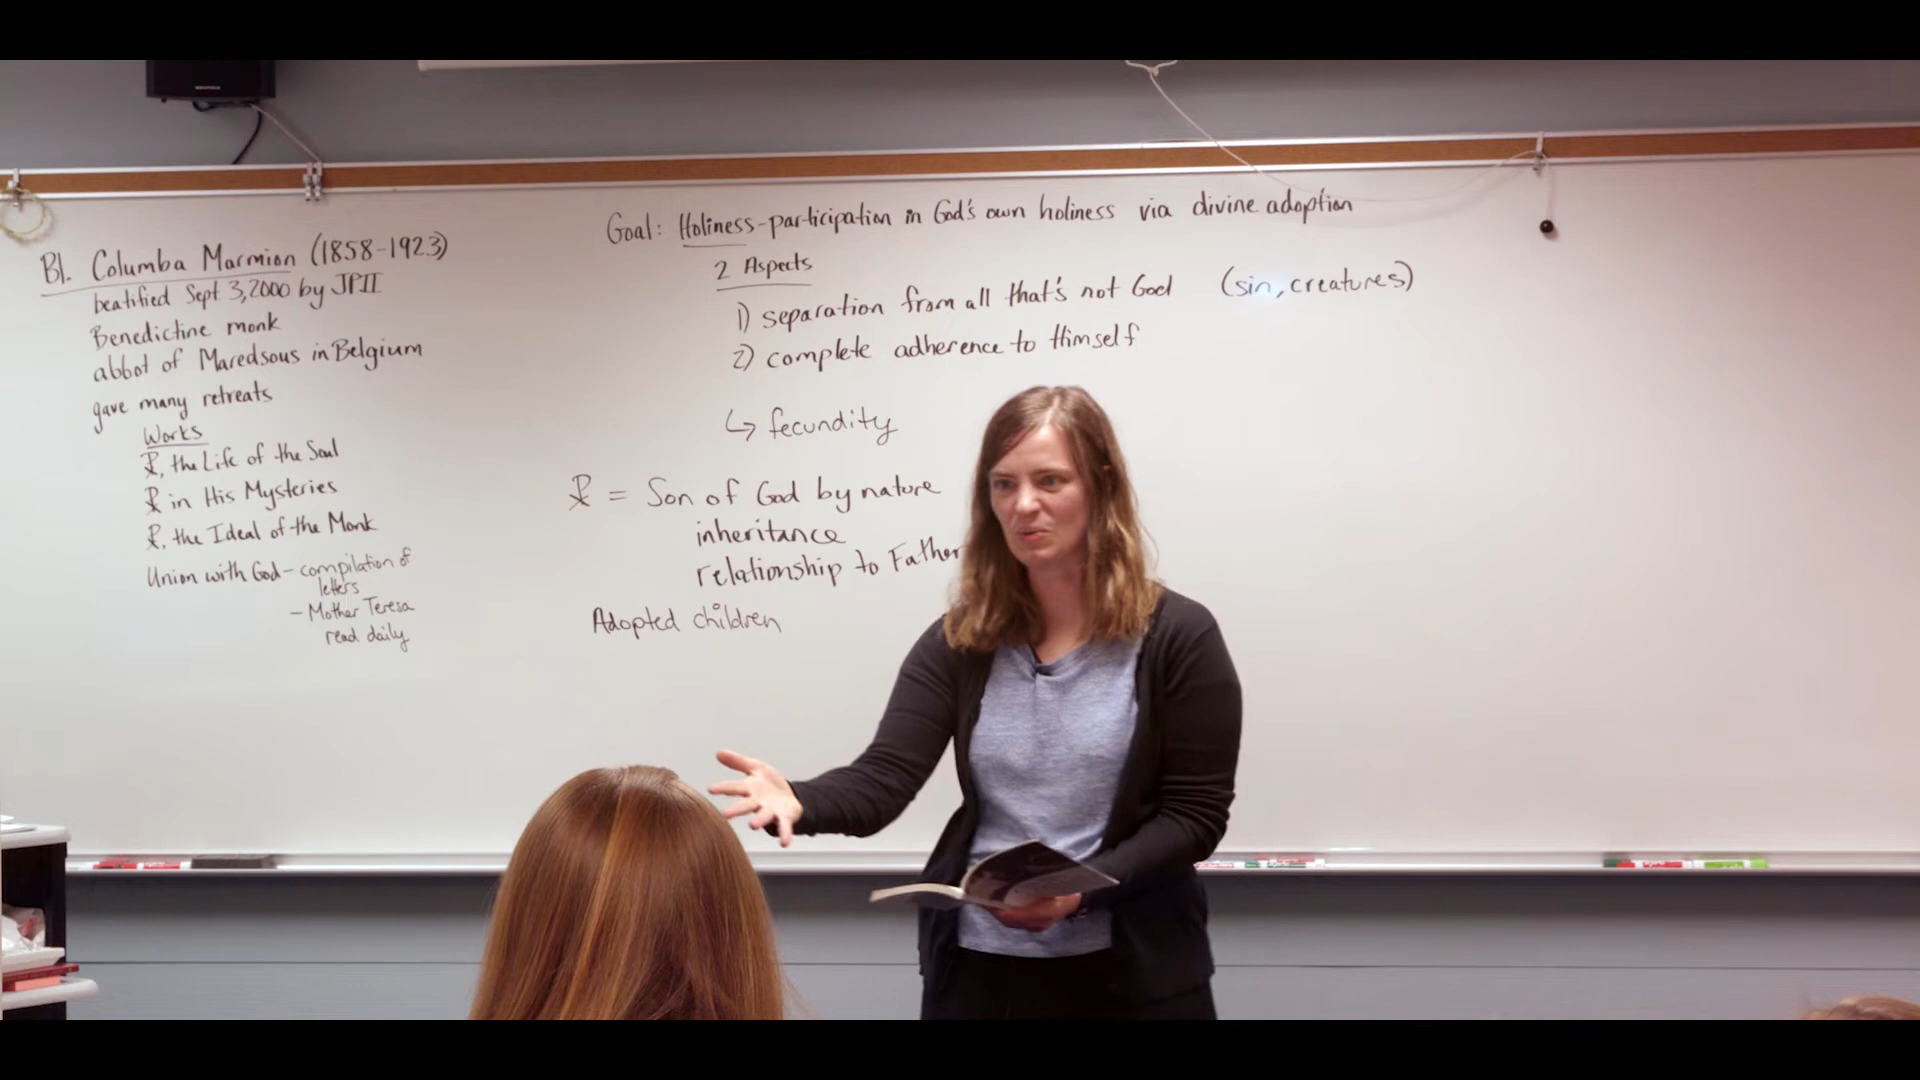 Bl. Columba Marmion (1858-1923)
beatified Sept 3, 2000 by JPII
Benedictine monk
abbot of Maredsous in Belgium
gave many retreats
Works
☧, the Life of the Soul
☧ in His Mysteries
☧, the Ideal of the Monk
Union with God - compilation of
letters
- Mother Teresa
read daily
Goal: Holiness - participation in God's own holiness via divine adoption
2 Aspects
1) separation from all that's not God (sin, creatures)
2) complete adherence to Himself
↳ fecundity
☧ = Son of God by nature
inheritance
relationship to Father
Adopted children